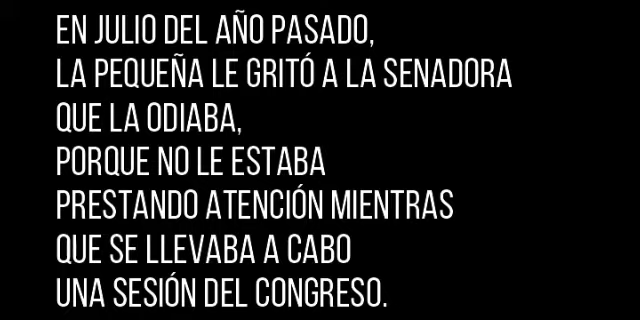 EN JULIO DEL AÑO PASADO,
LA PEQUEÑA LE GRITÓ A LA SENADORA
QUE LA ODIABA,
PORQUE NO LE ESTABA
PRESTANDO ATENCIÓN MIENTRAS
QUE SE LLEVABA A CABO
UNA SESIÓN DEL CONGRESO.